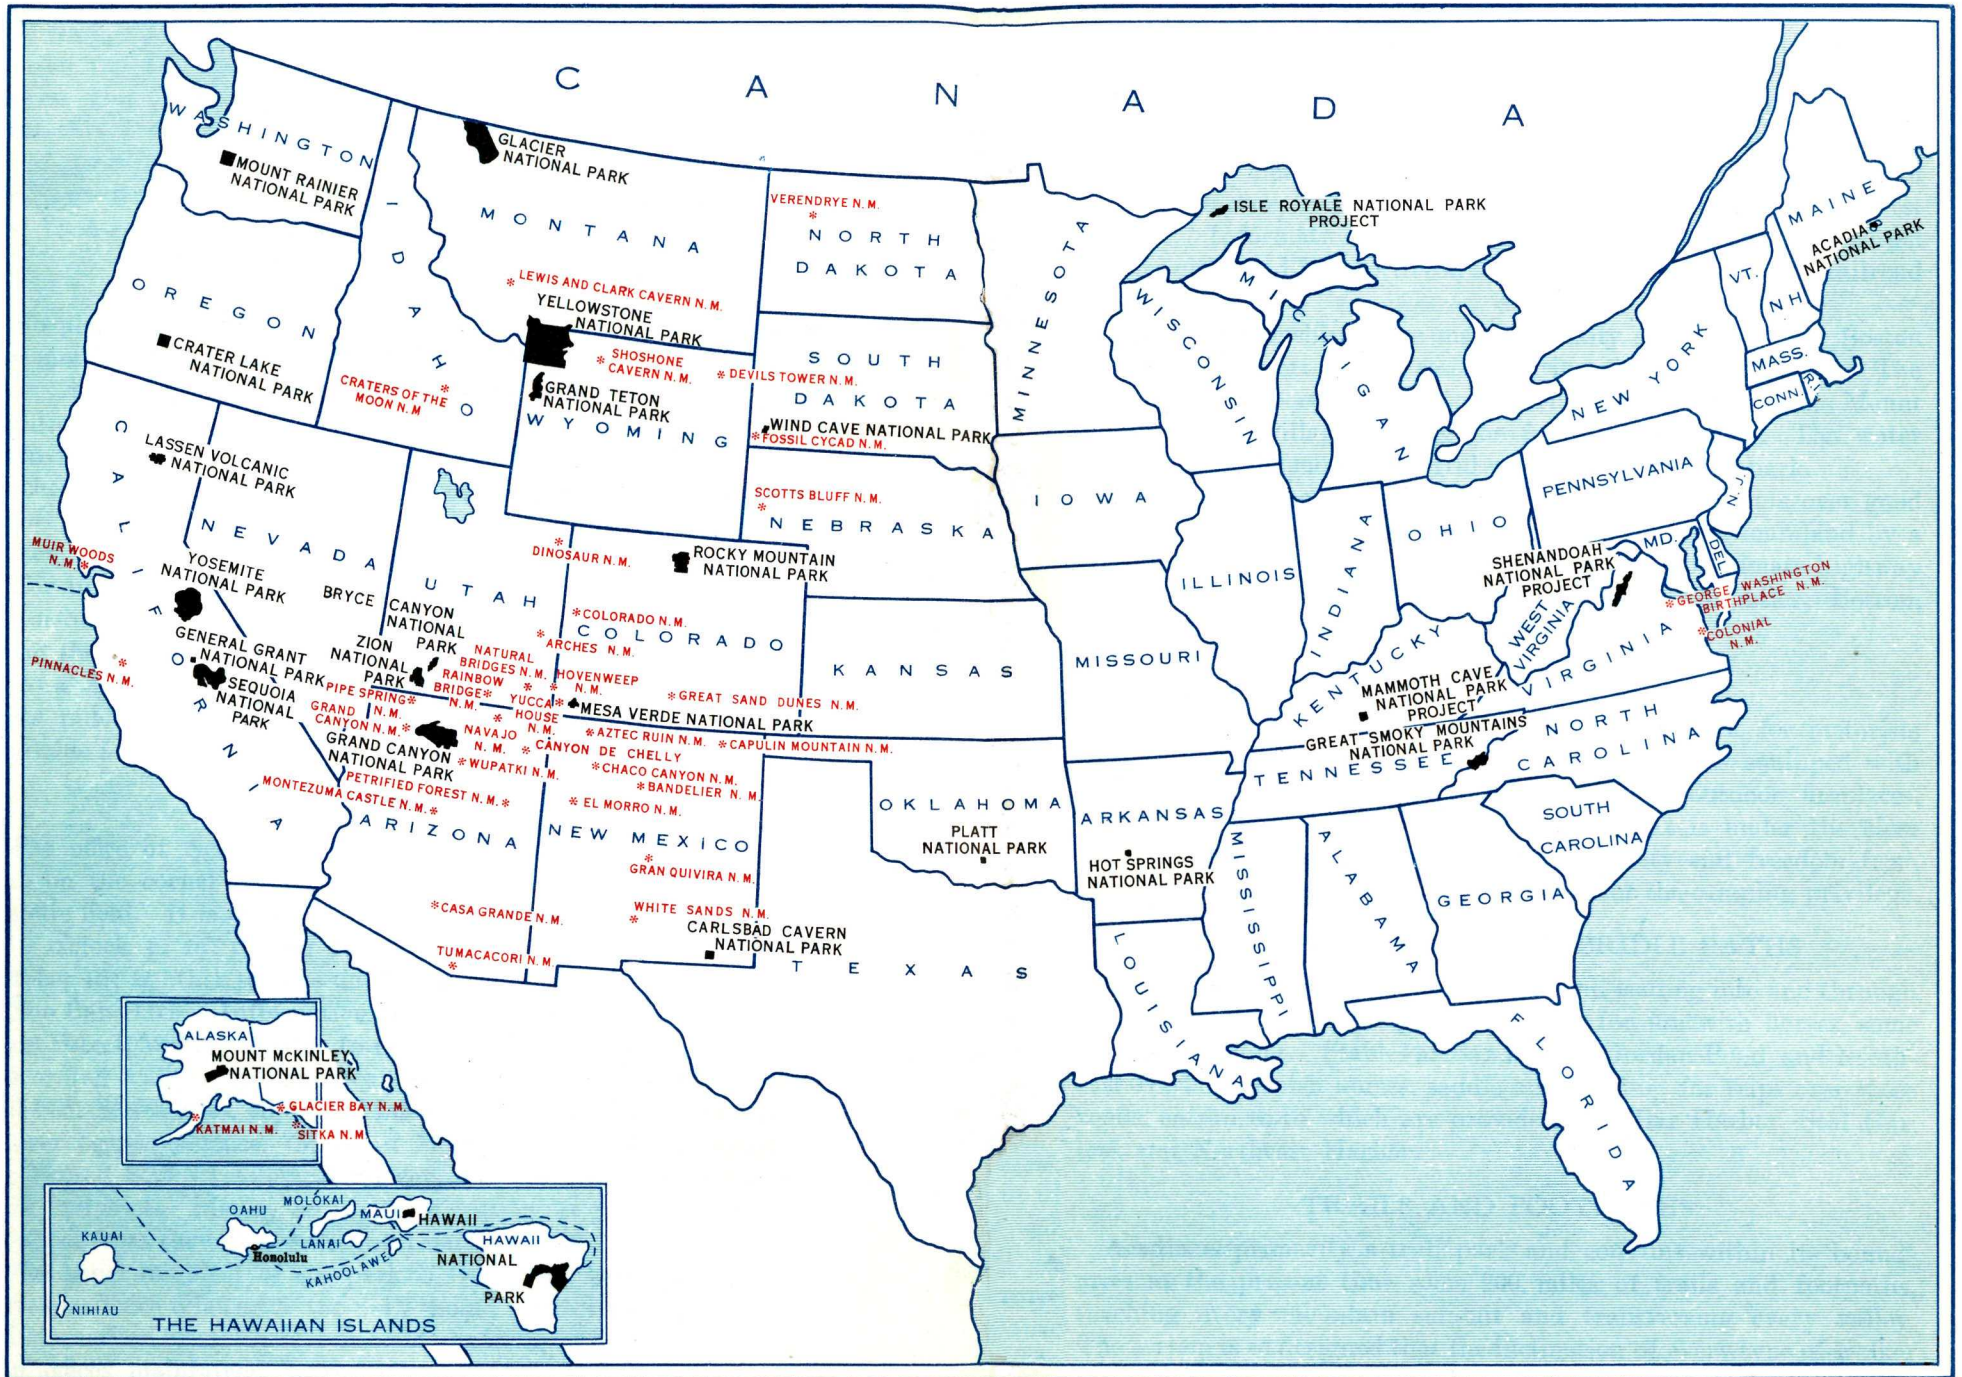 C A N A D A
WASHINGTON
MOUNT RAINIER
NATIONAL PARK
GLACIER
NATIONAL PARK
IDAHO
MONTANA
VERENDRYE N.M.
NORTH
DAKOTA
MINNESOTA
ISLE ROYALE NATIONAL PARK
PROJECT
MICHIGAN
WISCONSIN
MAINE
ACADIA
NATIONAL PARK
VT.
NH
MASS.
CONN.
R.I.
NEW YORK
OREGON
CRATER LAKE
NATIONAL PARK
LEWIS AND CLARK CAVERN N.M.
YELLOWSTONE
NATIONAL PARK
SHOSHONE
CAVERN N.M.
DEVILS TOWER N.M.
GRAND TETON
NATIONAL PARK
WYOMING
CRATERS OF THE
MOON N.M
SOUTH
DAKOTA
WIND CAVE NATIONAL PARK
FOSSIL CYCAD N.M.
CALIFORNIA
LASSEN VOLCANIC
NATIONAL PARK
NEVADA
SCOTTS BLUFF N.M.
NEBRASKA
IOWA
PENNSYLVANIA
N.J.
MD.
DEL
OHIO
INDIANA
ILLINOIS
MUIR WOODS
N.M.
YOSEMITE
NATIONAL PARK
UTAH
DINOSAUR N.M.
ROCKY MOUNTAIN
NATIONAL PARK
SHENANDOAH
NATIONAL PARK
PROJECT
WEST
VIRGINIA
GEORGE WASHINGTON
BIRTHPLACE N.M.
COLONIAL
N.M.
VIRGINIA
BRYCE CANYON
NATIONAL
PARK
ZION
NATIONAL
PARK
GENERAL GRANT
NATIONAL PARK
SEQUOIA
NATIONAL
PARK
PINNACLES N.M.
COLORADO N.M.
COLORADO
ARCHES N.M.
NATURAL
BRIDGES N.M.
HOVENWEEP
N.M.
RAINBOW
BRIDGE
N.M.
YUCCA
HOUSE
N.M.
GREAT SAND DUNES N.M.
MESA VERDE NATIONAL PARK
PIPE SPRING
N.M.
GRAND
CANYON N.M.
GRAND CANYON
NATIONAL PARK
NAVAJO
N.M.
AZTEC RUIN N.M.
CAPULIN MOUNTAIN N.M.
CANYON DE CHELLY
WUPATKI N.M.
CHACO CANYON N.M.
BANDELIER N.M.
PETRIFIED FOREST N.M.
MONTEZUMA CASTLE N.M.
EL MORRO N.M.
ARIZONA
NEW MEXICO
GRAN QUIVIRA N.M.
CASA GRANDE N.M.
WHITE SANDS N.M.
CARLSBAD CAVERN
NATIONAL PARK
TUMACACORI N.M
KANSAS
MISSOURI
KENTUCKY
MAMMOTH CAVE
NATIONAL PARK
PROJECT
GREAT SMOKY MOUNTAINS
NATIONAL PARK
TENNESSEE
NORTH
CAROLINA
SOUTH
CAROLINA
OKLAHOMA
PLATT
NATIONAL PARK
ARKANSAS
HOT SPRINGS
NATIONAL PARK
MISSISSIPPI
ALABAMA
GEORGIA
TEXAS
LOUISIANA
FLORIDA
ALASKA
MOUNT McKINLEY
NATIONAL PARK
GLACIER BAY N.M.
KATMAI N.M.
SITKA N.M
KAUAI
NIHIAU
OAHU
Honolulu
MOLOKAI
LANAI
MAUI
KAHOOLAWE
HAWAII
HAWAII
NATIONAL
PARK
THE HAWAIIAN ISLANDS